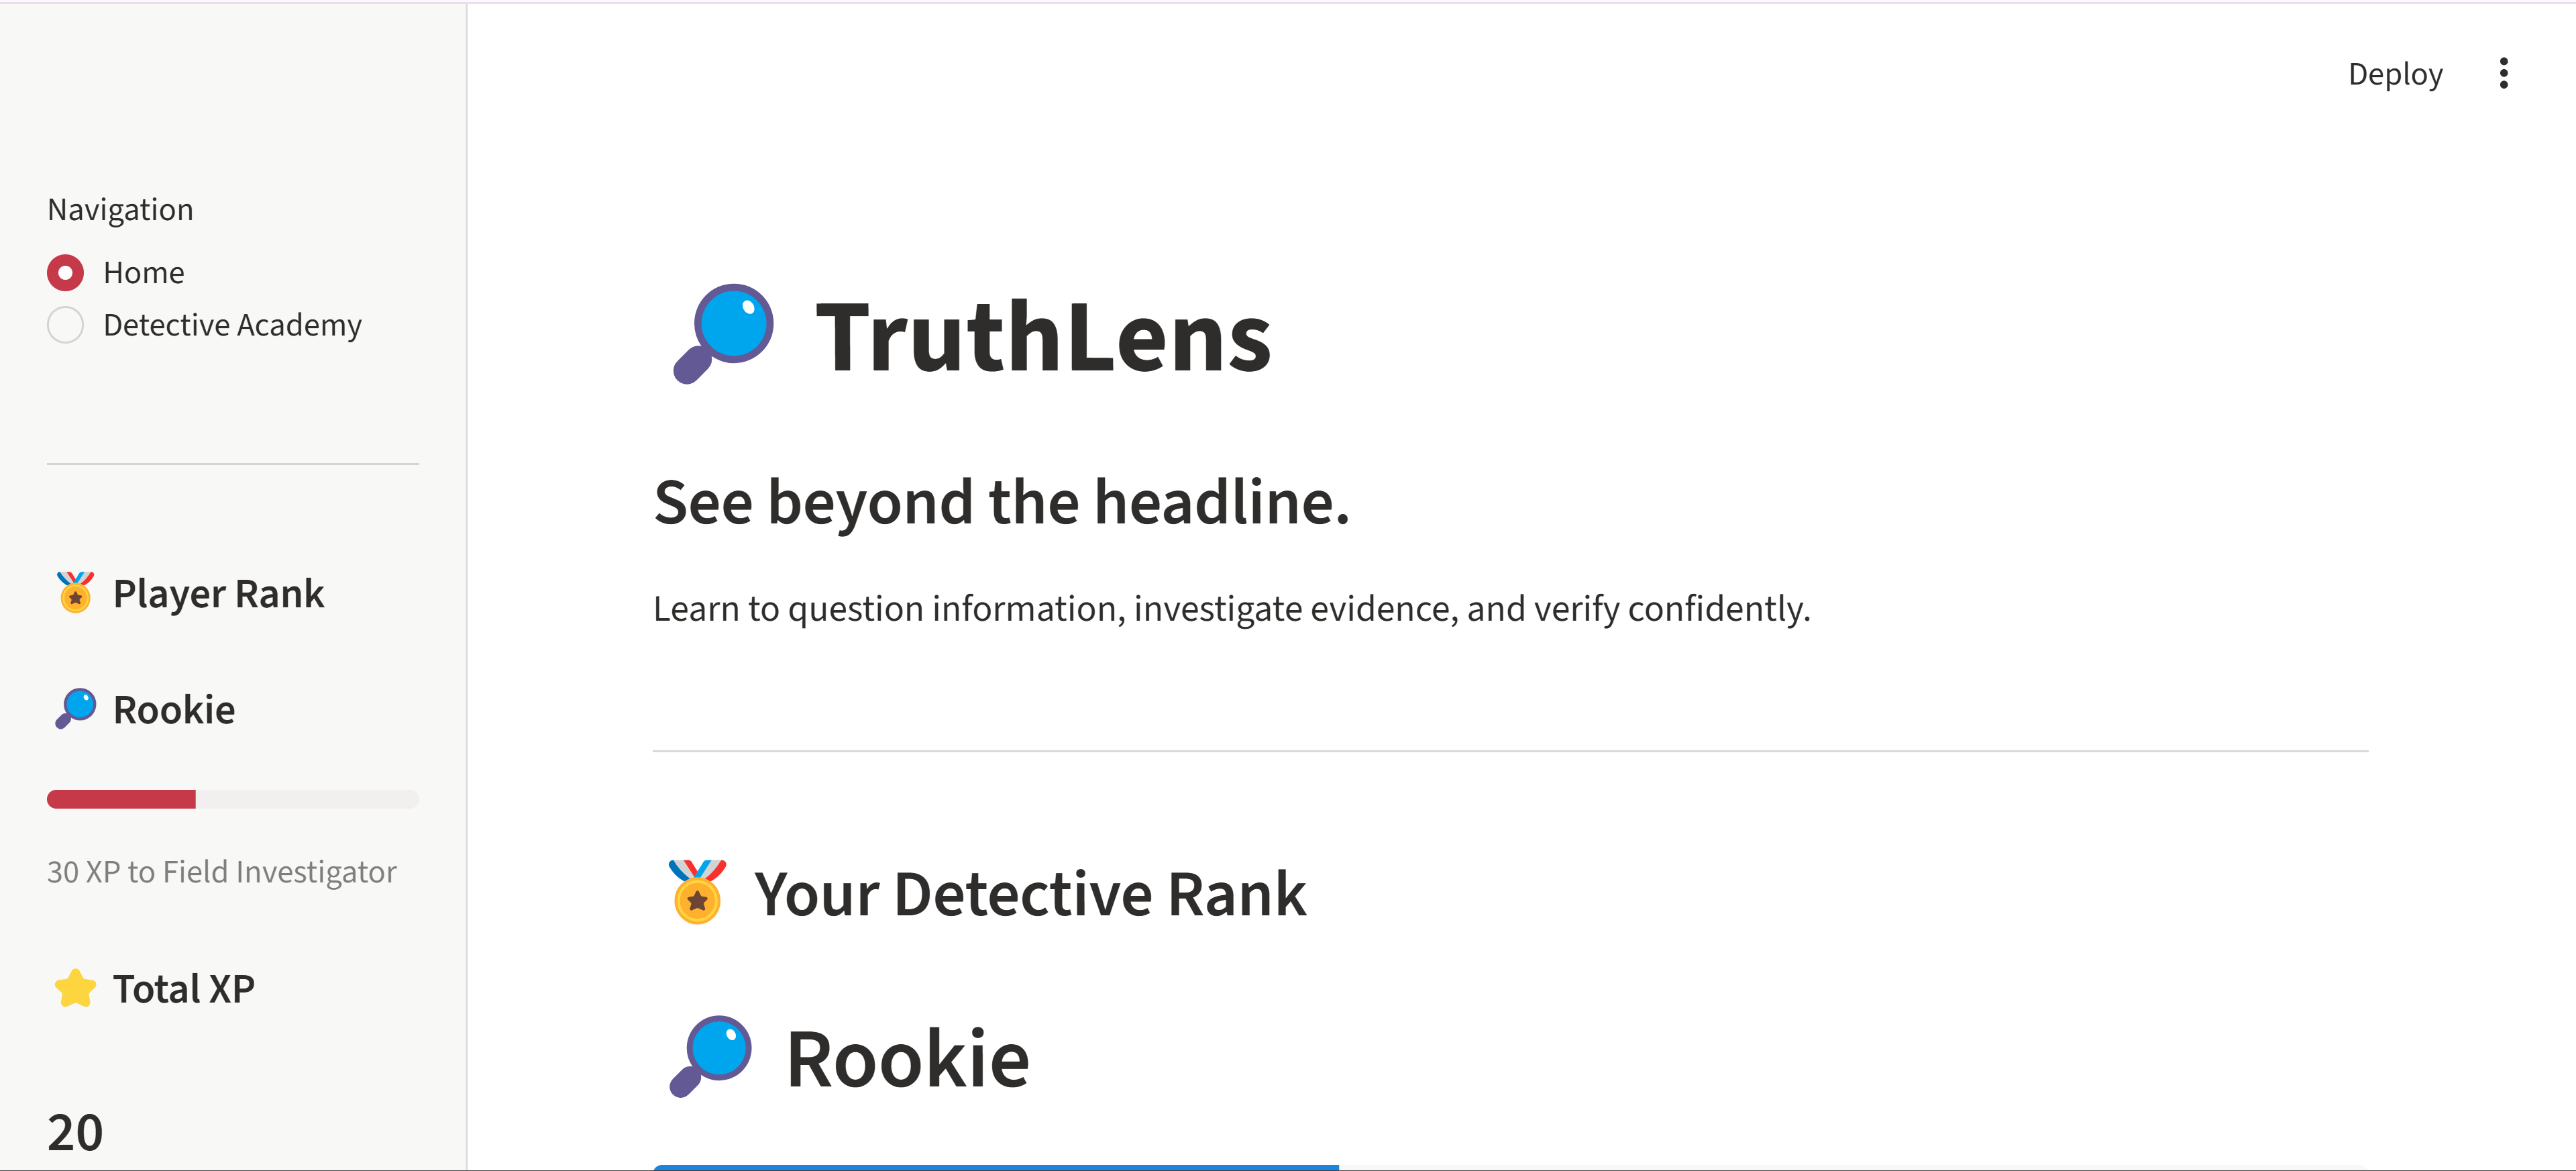 Deploy
Navigation
Home
Detective Academy
Player Rank
Rookie
30 XP to Field Investigator
Total XP
20
TruthLens
See beyond the headline.
Learn to question information, investigate evidence, and verify confidently.
Your Detective Rank
Rookie